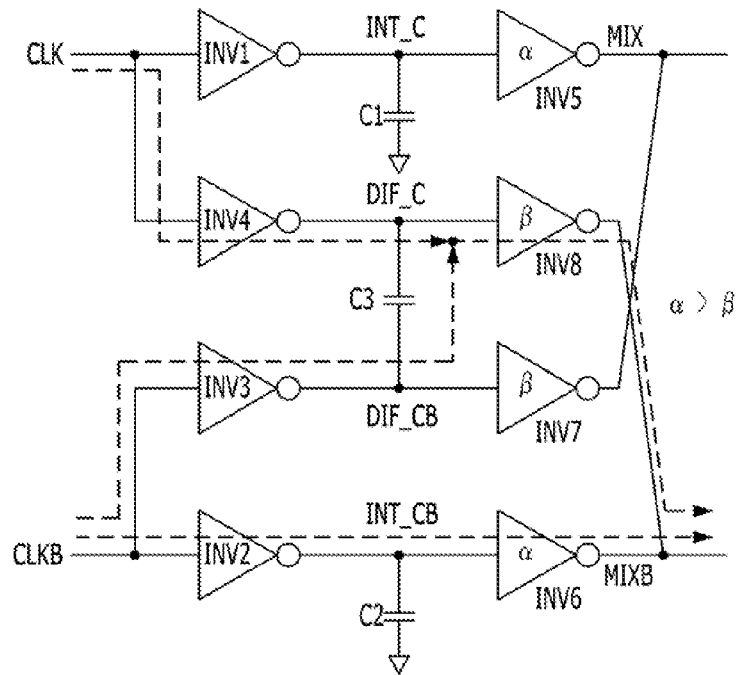 INT_C
MIX
CLK
INV1
α
INV5
C1
DIF_C
INV4
β
INV8
C3
α > β
INV3
β
DIF_CB
INV7
INT_CB
CLKB
INV2
α
MIXB
INV6
C2